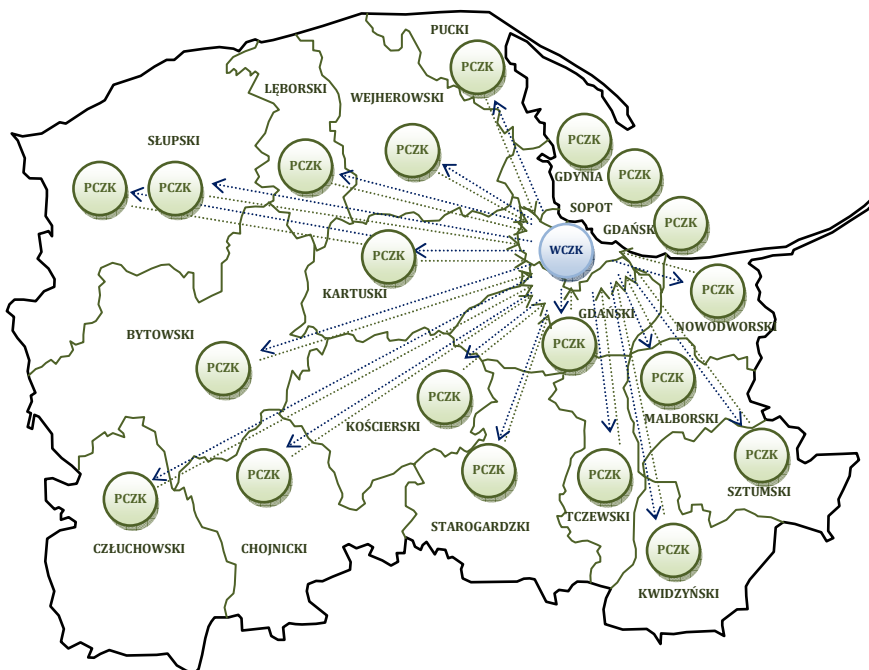 PUCKI
PCZK
LĘBORSKI
WEJHEROWSKI
PCZK
SŁUPSKI
PCZK
PCZK
GDYNIA
PCZK
PCZK
PCZK
PCZK
SOPOT
PCZK
GDAŃSK
WCZK
PCZK
KARTUSKI
PCZK
NOWODWORSKI
GDAŃSKI
BYTOWSKI
PCZK
PCZK
PCZK
MALBORSKI
PCZK
KOŚCIERSKI
PCZK
PCZK
PCZK
PCZK
SZTUMSKI
PCZK
CZŁUCHOWSKI
CHOJNICKI
STAROGARDZKI
TCZEWSKI
PCZK
KWIDZYŃSKI